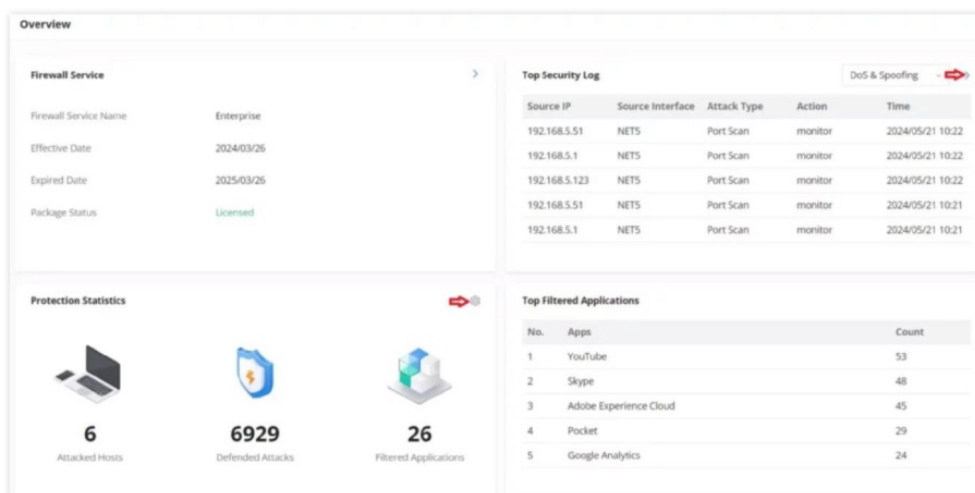 Overview
Firewall Service
Firewall Service Name Enterprise
Effective Date 2024/03/26
Expired Date 2025/03/26
Package Status Licensed
Top Security Log DoS & Spoofing
Source IP Source Interface Attack Type Action Time
192.168.5.51 NET5 Port Scan monitor 2024/05/21 10:22
192.168.5.1 NET5 Port Scan monitor 2024/05/21 10:22
192.168.5.123 NET5 Port Scan monitor 2024/05/21 10:22
192.168.5.51 NET5 Port Scan monitor 2024/05/21 10:21
192.168.5.1 NET5 Port Scan monitor 2024/05/21 10:21
Protection Statistics
6 6929 26
Attacked Hosts Defended Attacks Filtered Applications
Top Filtered Applications
No. Apps Count
1 YouTube 53
2 Skype 48
3 Adobe Experience Cloud 45
4 Pocket 29
5 Google Analytics 24